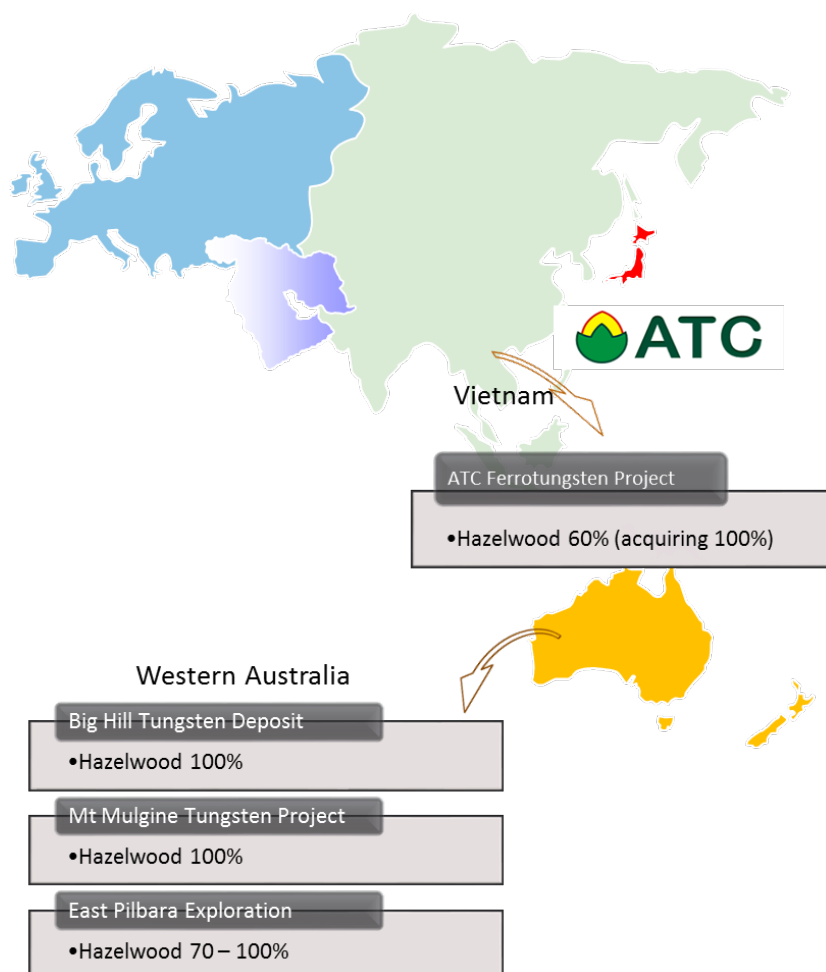 ATC
Vietnam
ATC Ferrotungsten Project
•Hazelwood 60% (acquiring 100%)
Western Australia
Big Hill Tungsten Deposit
•Hazelwood 100%
Mt Mulgine Tungsten Project
•Hazelwood 100%
East Pilbara Exploration
•Hazelwood 70 – 100%